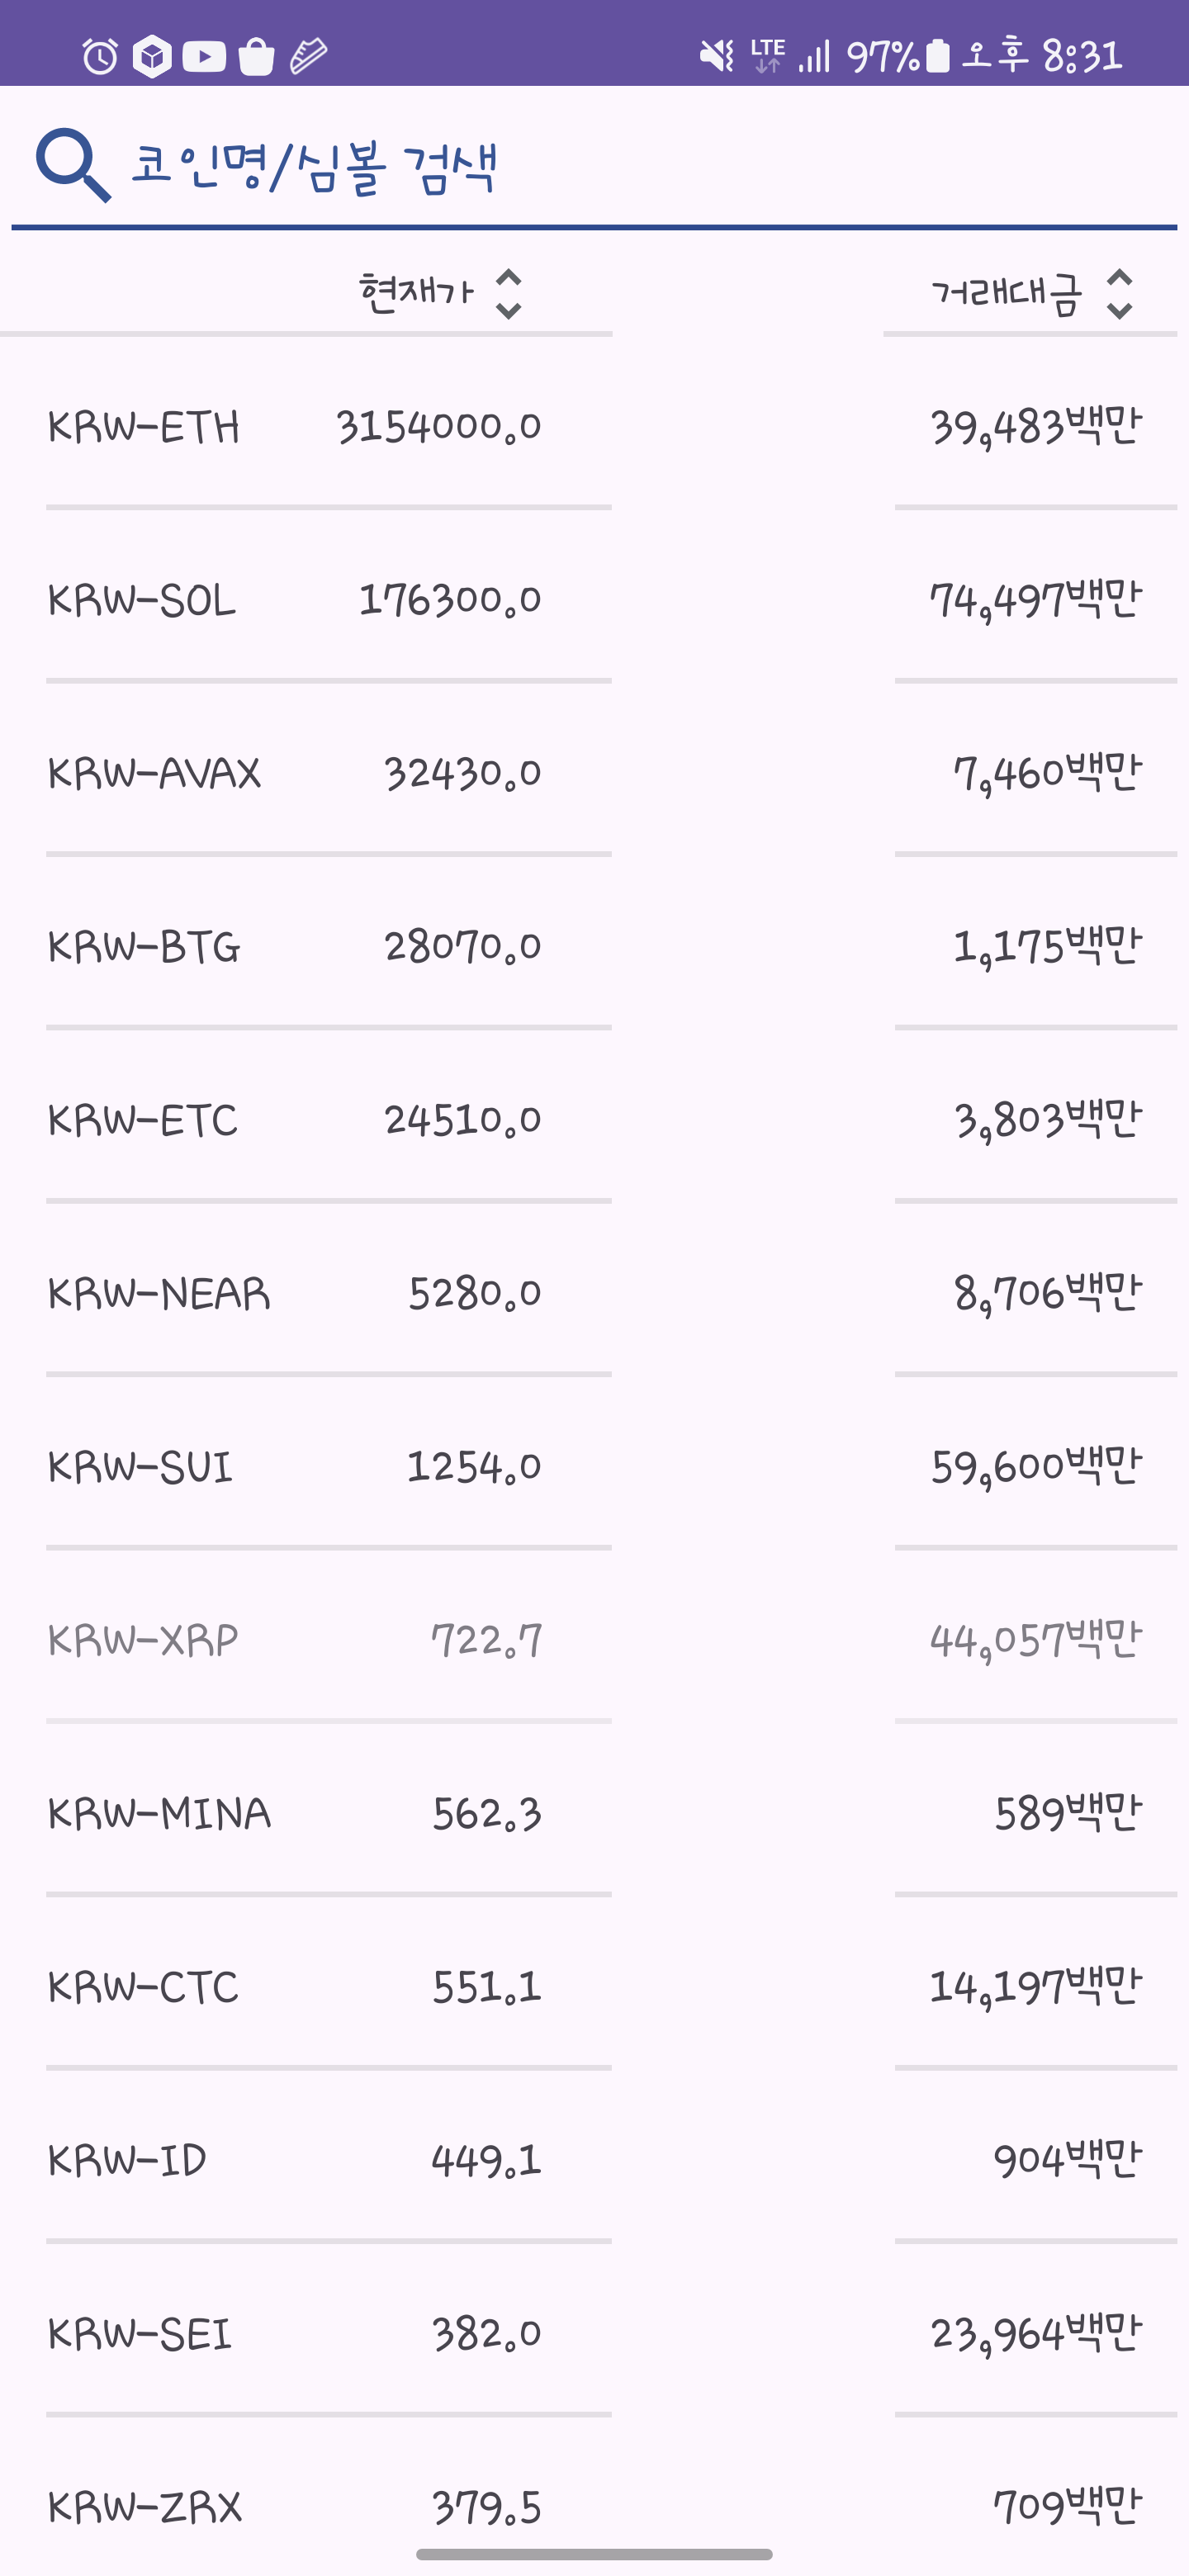 LTE 97% 오후 8:31
코인명/심볼 검색
현재가 거래대금
KRW-ETH 3154000.0 39,483백만
KRW-SOL 176300.0 74,497백만
KRW-AVAX 32430.0 7,460백만
KRW-BTG 28070.0 1,175백만
KRW-ETC 24510.0 3,803백만
KRW-NEAR 5280.0 8,706백만
KRW-SUI 1254.0 59,600백만
KRW-XRP 722.7 44,057백만
KRW-MINA 562.3 589백만
KRW-CTC 551.1 14,197백만
KRW-ID 449.1 904백만
KRW-SEI 382.0 23,964백만
KRW-ZRX 379.5 709백만